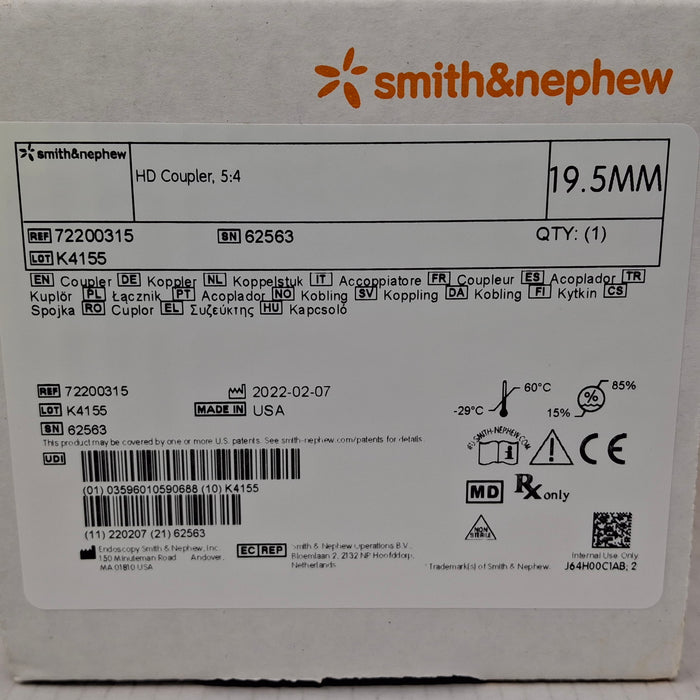 smith&nephew
smith&nephew
HD Coupler, 5:4
19.5MM
REF 72200315
SN 62563
QTY: (1)
LOT K4155
EN Coupler DE Koppler NL Koppelstuk IT Accoppiatore FR Coupleur ES Acoplador TR
Kuplör PL Łącznik PT Acoplador NO Kobling SV Koppling DA Kobling FI Kytkin CS
Spojka RO Cuplor EL Συζεύκτης HU Kapcsoló
REF 72200315
2022-02-07
LOT K4155
MADE IN USA
SN 62563
60°C
-29°C
85%
15%
This product may be covered by one or more U.S. patents. See smith-nephew.com/patents for details.
SMITH-NEPHEW.COM
CE
UDI
(01) 03596010590688 (10) K4155
MD
Rx only
(11) 220207 (21) 62563
NON
STERILE
Endoscopy Smith & Nephew, Inc.
150 Minuteman Road Andover,
MA 01810 USA
EC REP
Smith & Nephew Operations B.V.,
Bloemlaan 2, 2132 NP Hoofddorp,
Netherlands
Trademark(s) of Smith & Nephew.
Internal Use Only
J64H00C1AB; 2